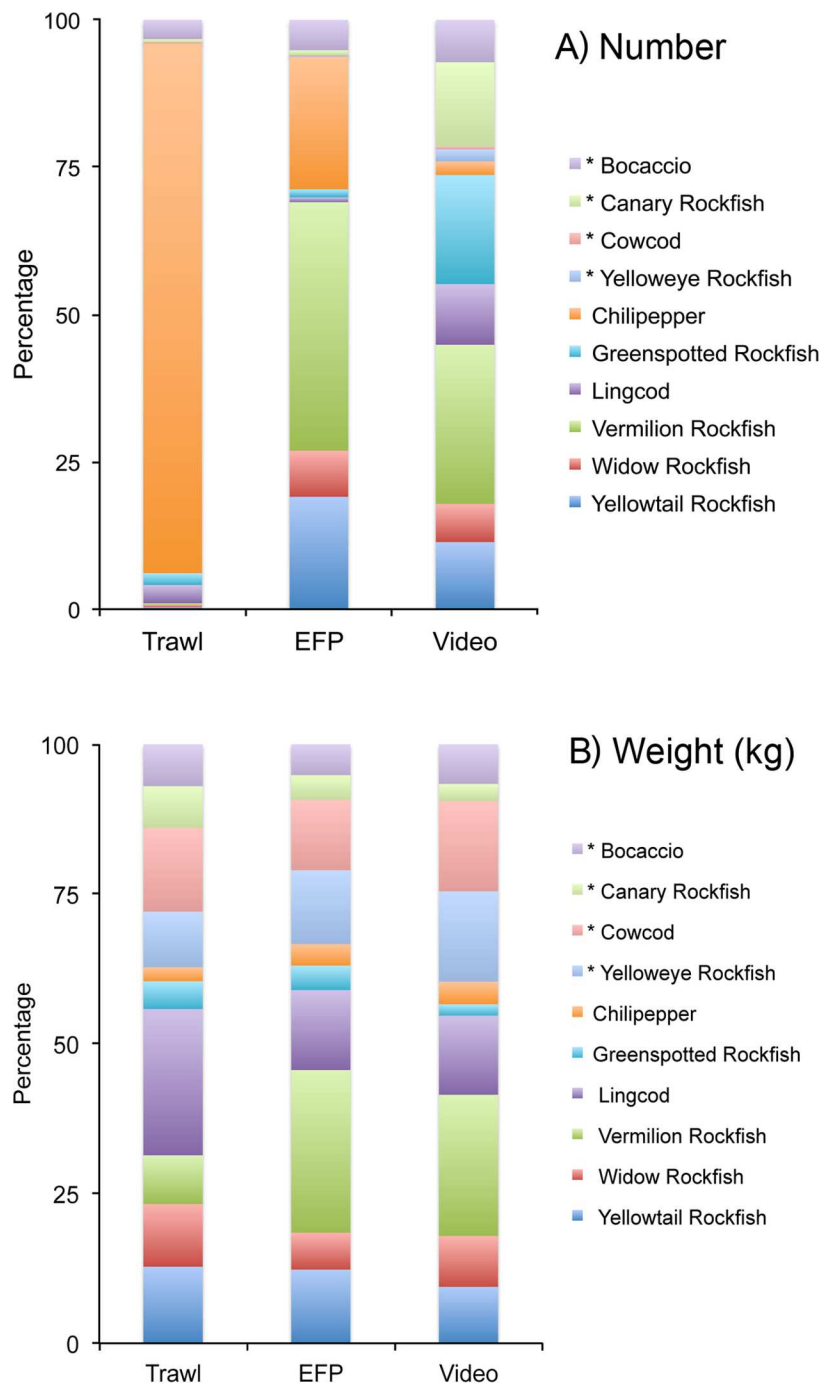 A) Number
100
75
50
25
0
Percentage
Trawl
EFP
Video
* Bocaccio
* Canary Rockfish
* Cowcod
* Yelloweye Rockfish
Chilipepper
Greenspotted Rockfish
Lingcod
Vermilion Rockfish
Widow Rockfish
Yellowtail Rockfish
B) Weight (kg)
100
75
50
25
0
Percentage
Trawl
EFP
Video
* Bocaccio
* Canary Rockfish
* Cowcod
* Yelloweye Rockfish
Chilipepper
Greenspotted Rockfish
Lingcod
Vermilion Rockfish
Widow Rockfish
Yellowtail Rockfish